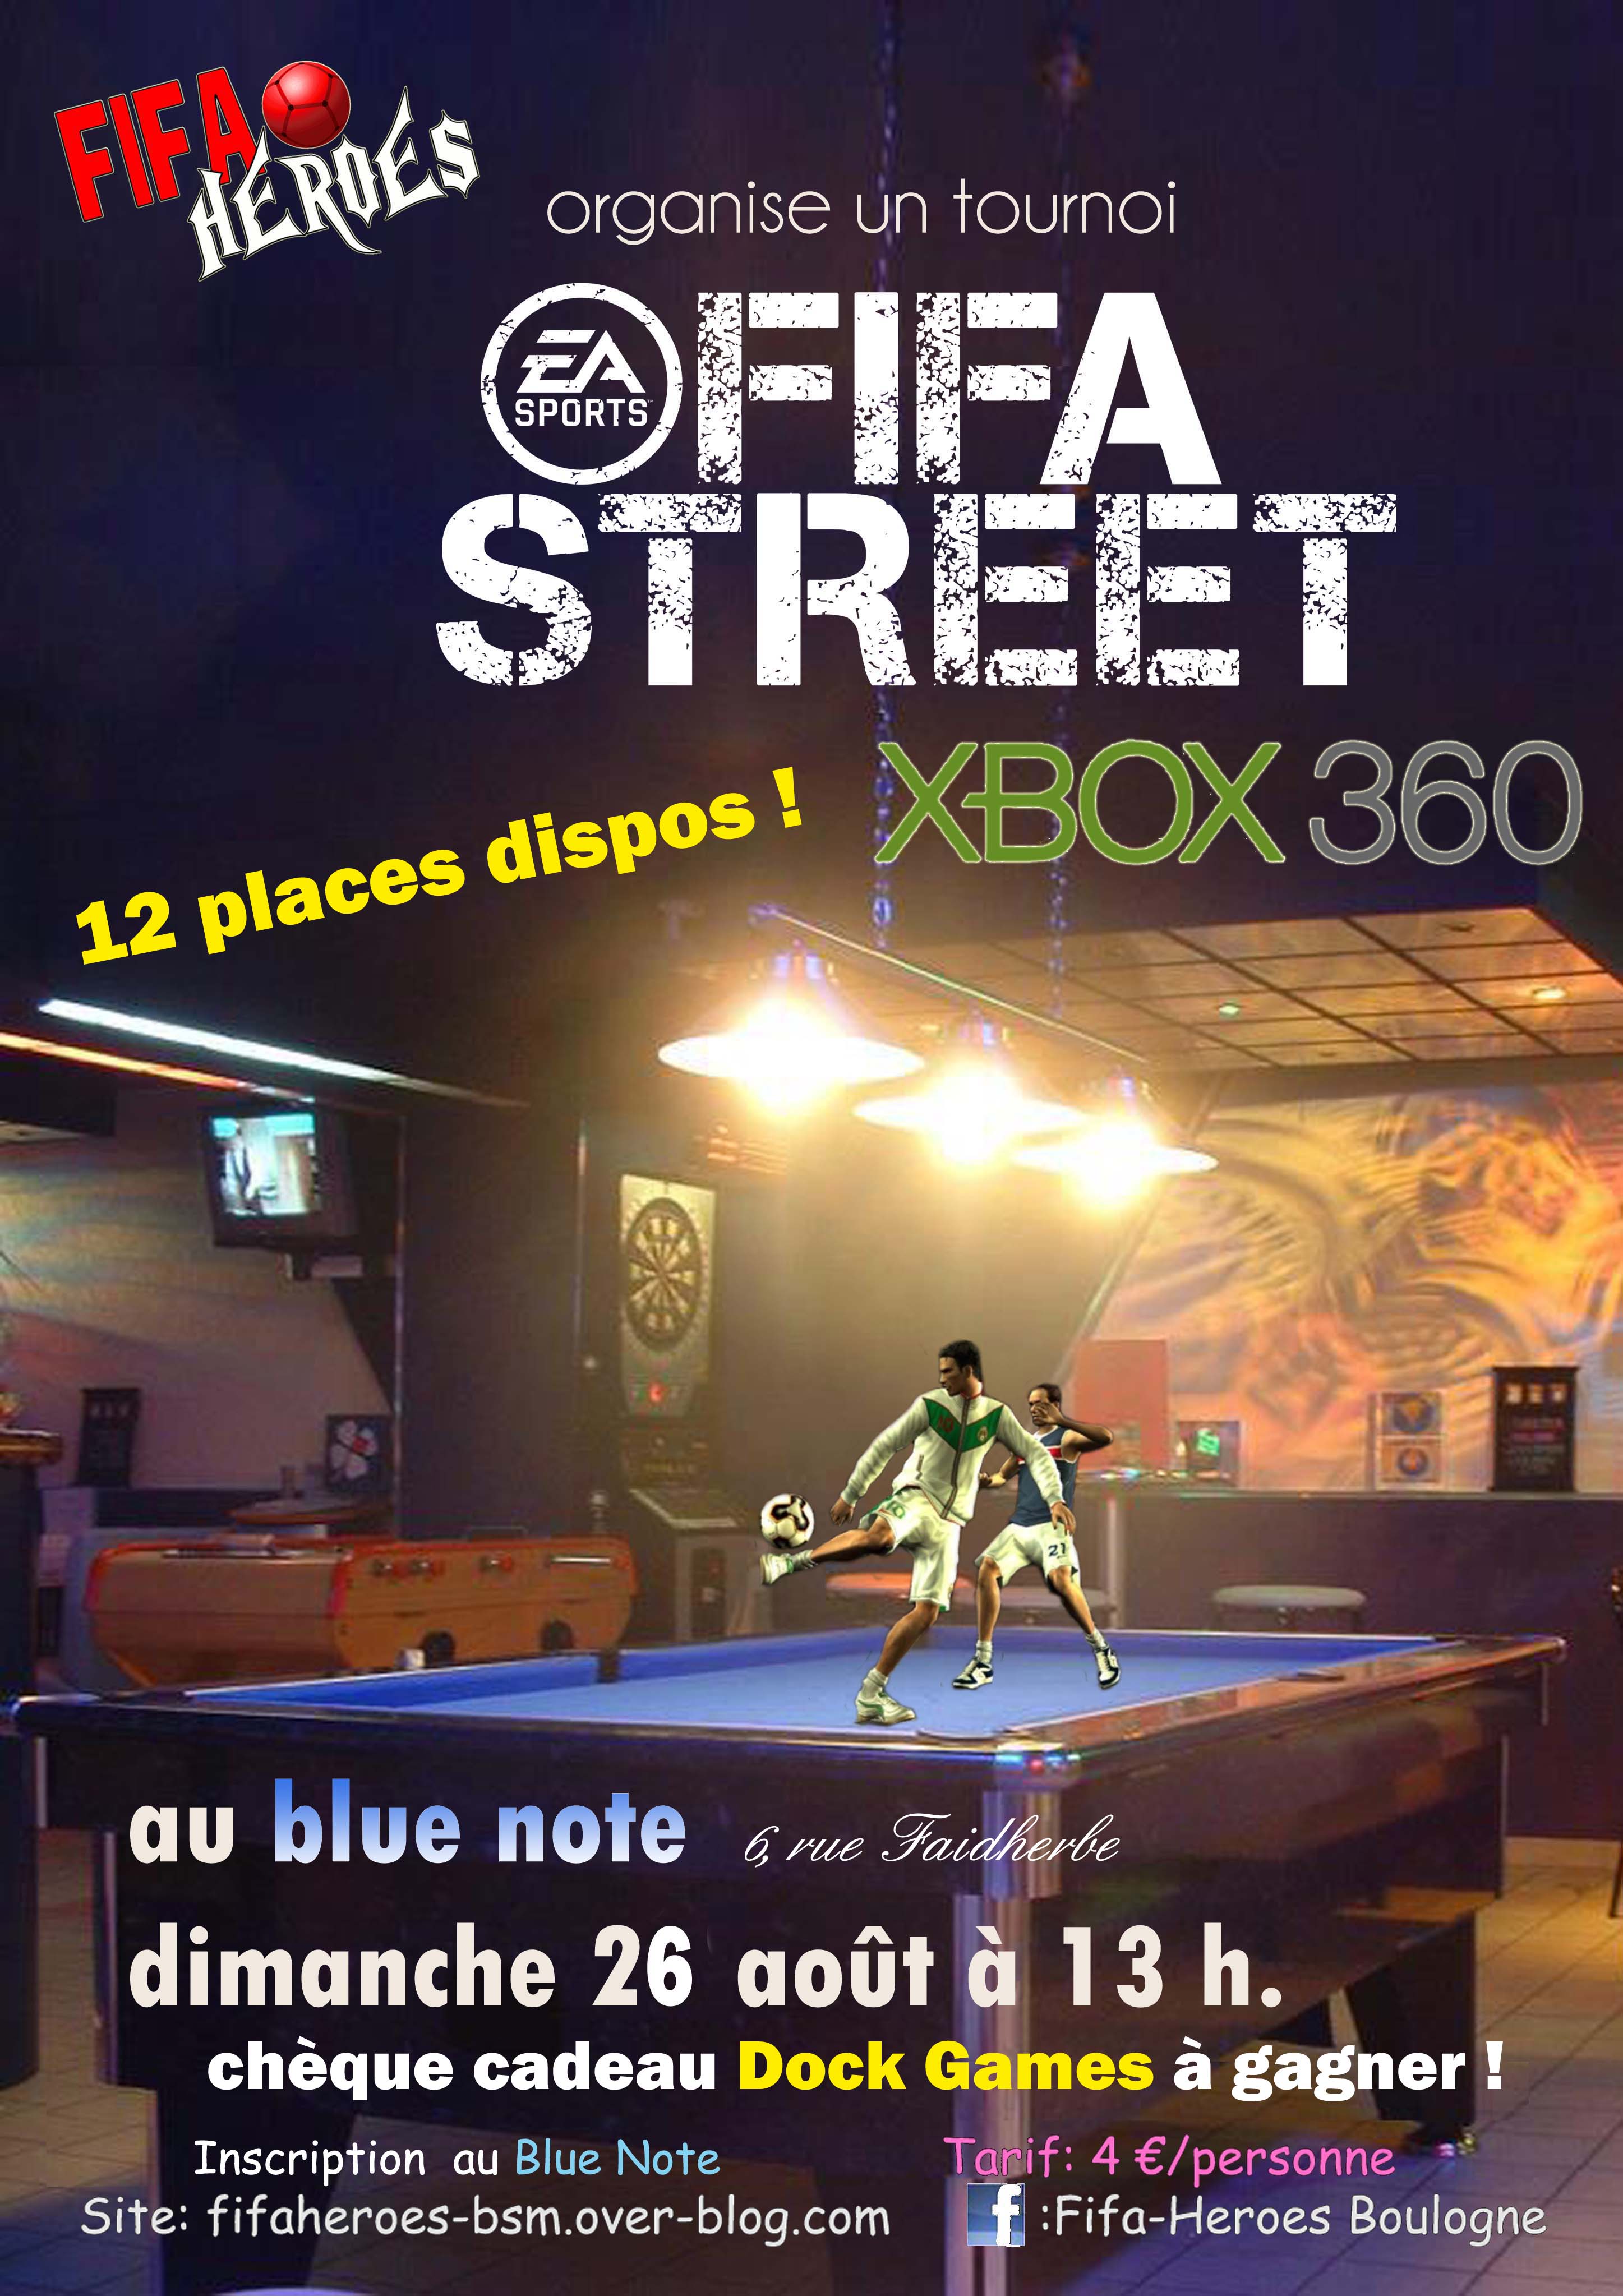 FIFA
HEROES
organise un tournoi
EA
SPORTS™
FIFA
STREET
XBOX 360
12 places dispos !
21
au blue note 6, rue Faidherbe
dimanche 26 août à 13 h.
chèque cadeau Dock Games à gagner !
Inscription au Blue Note
Tarif: 4 €/personne
Site: fifaheroes-bsm.over-blog.com
f :Fifa-Heroes Boulogne